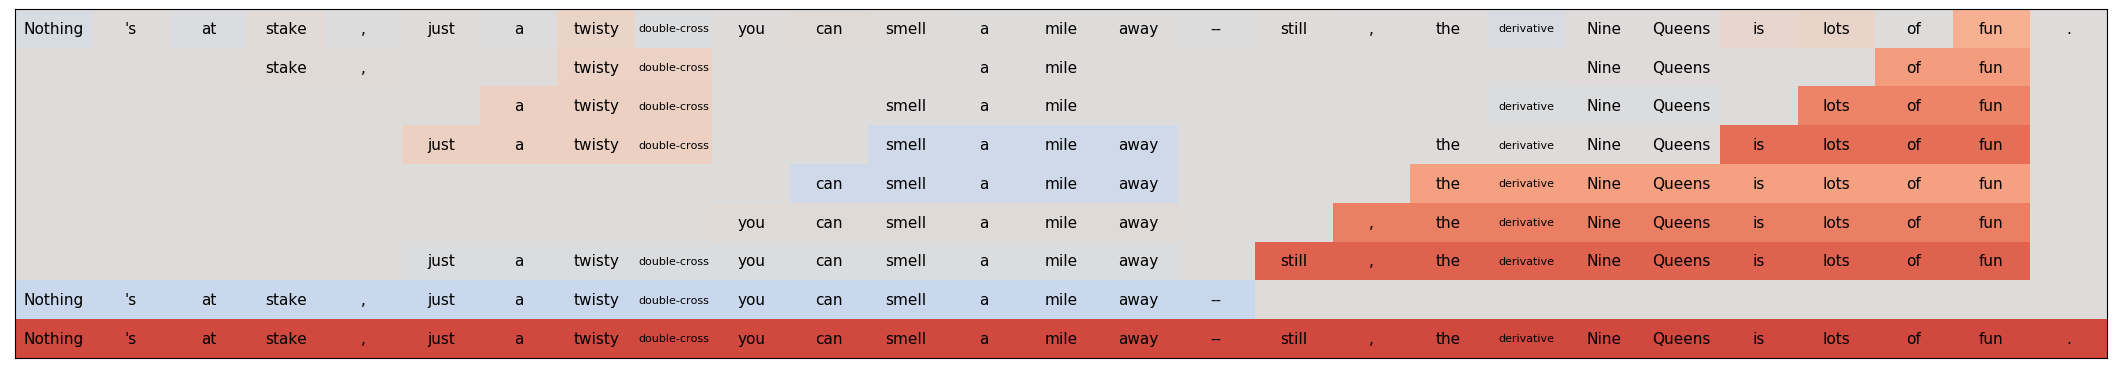 Nothing 's at stake , just a twisty double-cross you can smell a mile away -- still , the derivative Nine Queens is lots of fun .
stake , twisty double-cross a mile Nine Queens of fun
a twisty double-cross smell a mile derivative Nine Queens lots of fun
just a twisty double-cross smell a mile away the derivative Nine Queens is lots of fun
can smell a mile away the derivative Nine Queens is lots of fun
you can smell a mile away , the derivative Nine Queens is lots of fun
just a twisty double-cross you can smell a mile away still , the derivative Nine Queens is lots of fun
Nothing 's at stake , just a twisty double-cross you can smell a mile away --
Nothing 's at stake , just a twisty double-cross you can smell a mile away -- still , the derivative Nine Queens is lots of fun .